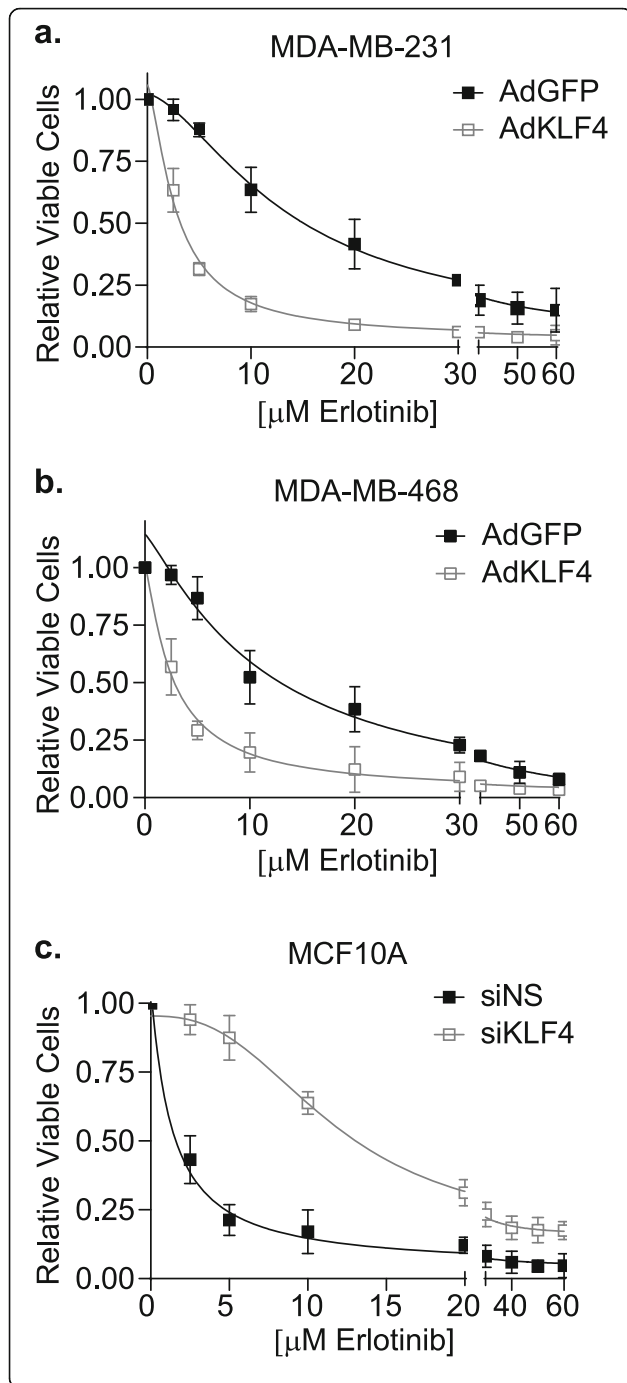 a.
MDA-MB-231
AdGFP
AdKLF4
Relative Viable Cells
1.00
0.75
0.50
0.25
0.00
0 10 20 30 50 60
[μM Erlotinib]
b.
MDA-MB-468
AdGFP
AdKLF4
Relative Viable Cells
1.00
0.75
0.50
0.25
0.00
0 10 20 30 50 60
[μM Erlotinib]
c.
MCF10A
siNS
siKLF4
Relative Viable Cells
1.00
0.75
0.50
0.25
0.00
0 5 10 15 20 40 60
[μM Erlotinib]